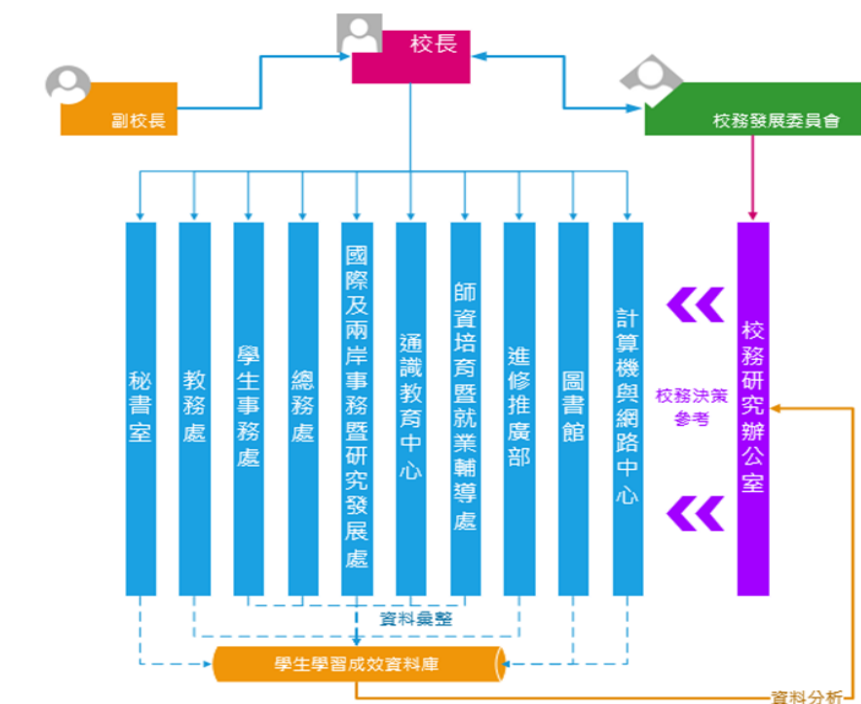 校長
副校長
校務發展委員會
秘書室
教務處
學生事務處
總務處
國際及兩岸事務暨研究發展處
通識教育中心
師資培育暨就業輔導處
進修推廣部
圖書館
計算機與網路中心
校務決策
參考
校務研究辦公室
資料彙整
學生學習成效資料庫
資料分析